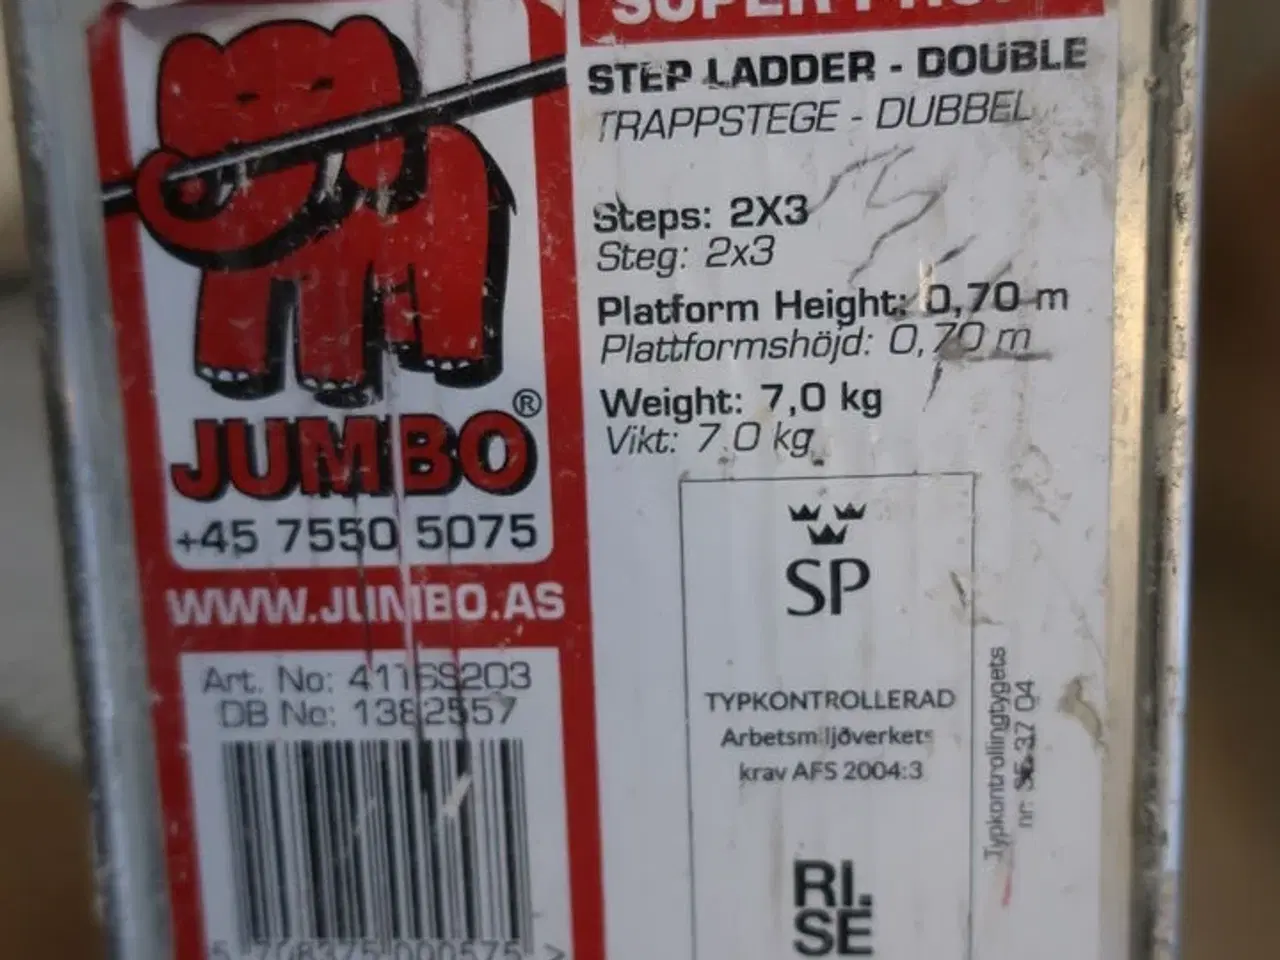 STEP LADDER - DOUBLE
TRAPPSTEGE - DUBBEL
Steps: 2X3
Steg: 2x3
Platform Height: 0,70 m
Plattformshöjd: 0,70 m
Weight: 7,0 kg
Vikt: 7.0 kg
JUMBO®
+45 7550 5075
WWW.JUMBO.AS
Art. No:
DB No: 1382557
SP
TYPKONTROLLERAD
Arbetsmiljöverkets
krav AFS 2004:3
Typkontrollingtygets
nr:
RI.
SE